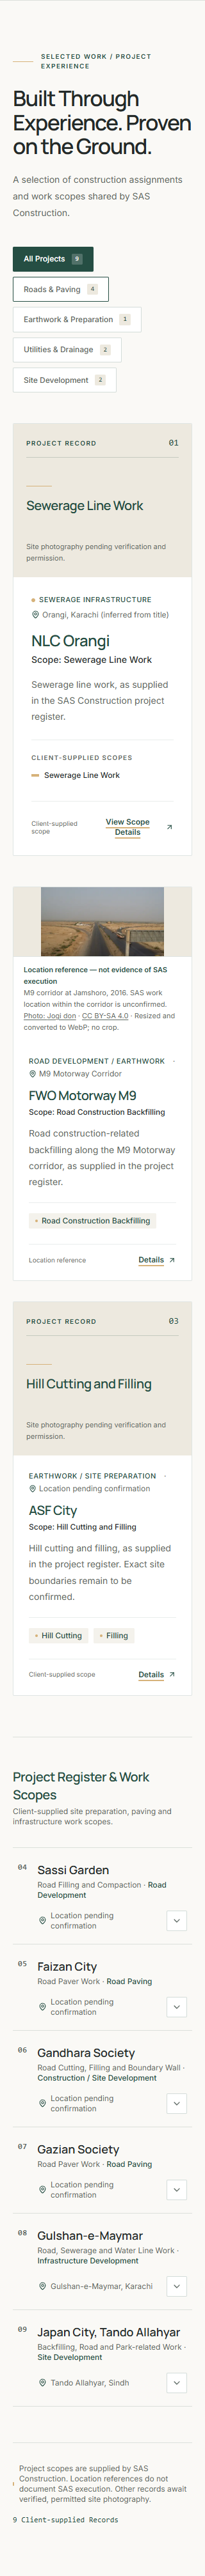 SELECTED WORK / PROJECT
EXPERIENCE
Built Through
Experience. Proven
on the Ground.
A selection of construction assignments
and work scopes shared by SAS
Construction.
All Projects 9
Roads & Paving 4
Earthwork & Preparation 1
Utilities & Drainage 2
Site Development 2
PROJECT RECORD 01
Sewerage Line Work
Site photography pending verification and
permission.
SEWERAGE INFRASTRUCTURE
Orangi, Karachi (inferred from title)
NLC Orangi
Scope: Sewerage Line Work
Sewerage line work, as supplied
in the SAS Construction project
register.
CLIENT-SUPPLIED SCOPES
Sewerage Line Work
Client-supplied
scope
View Scope
Details
Location reference — not evidence of SAS
execution
M9 corridor at Jamshoro, 2016. SAS work
location within the corridor is unconfirmed.
Photo: Joqi don · CC BY-SA 4.0 · Resized and
converted to WebP; no crop.
ROAD DEVELOPMENT / EARTHWORK ·
M9 Motorway Corridor
FWO Motorway M9
Scope: Road Construction Backfilling
Road construction-related
backfilling along the M9 Motorway
corridor, as supplied in the project
register.
Road Construction Backfilling
Location reference Details
PROJECT RECORD 03
Hill Cutting and Filling
Site photography pending verification and
permission.
EARTHWORK / SITE PREPARATION ·
Location pending confirmation
ASF City
Scope: Hill Cutting and Filling
Hill cutting and filling, as supplied
in the project register. Exact site
boundaries remain to be
confirmed.
Hill Cutting Filling
Client-supplied scope Details
Project Register & Work
Scopes
Client-supplied site preparation, paving and
infrastructure work scopes.
04 Sassi Garden
Road Filling and Compaction · Road
Development
Location pending
confirmation
05 Faizan City
Road Paver Work · Road Paving
Location pending
confirmation
06 Gandhara Society
Road Cutting, Filling and Boundary Wall ·
Construction / Site Development
Location pending
confirmation
07 Gazian Society
Road Paver Work · Road Paving
Location pending
confirmation
08 Gulshan-e-Maymar
Road, Sewerage and Water Line Work ·
Infrastructure Development
Gulshan-e-Maymar, Karachi
09 Japan City, Tando Allahyar
Backfilling, Road and Park-related Work ·
Site Development
Tando Allahyar, Sindh
Project scopes are supplied by SAS
Construction. Location references do not
document SAS execution. Other records await
verified, permitted site photography.
9 Client-supplied Records